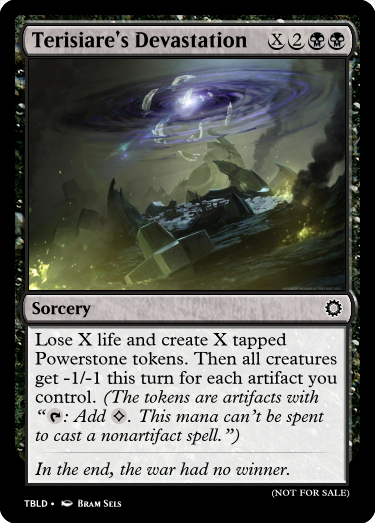 Terisiare's Devastation X 2
Sorcery
Lose X life and create X tapped
Powerstone tokens. Then all creatures
get -1/-1 this turn for each artifact you
control. (The tokens are artifacts with
“: Add . This mana can't be spent
to cast a nonartifact spell.”)
In the end, the war had no winner.
(NOT FOR SALE)
TBLD • Bram Sels